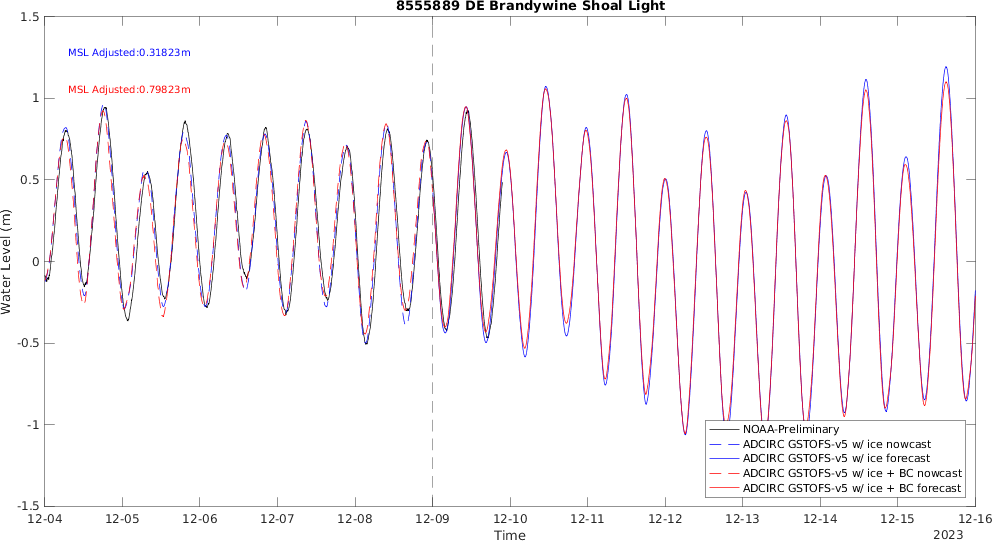 8555889 DE Brandywine Shoal Light
MSL Adjusted:0.31823m
MSL Adjusted:0.79823m
Water Level (m)
1.5
1
0.5
0
-0.5
-1
-1.5
NOAA-Preliminary
ADCIRC GSTOFS-v5 w/ ice nowcast
ADCIRC GSTOFS-v5 w/ ice forecast
ADCIRC GSTOFS-v5 w/ ice + BC nowcast
ADCIRC GSTOFS-v5 w/ ice + BC forecast
12-04 12-05 12-06 12-07 12-08 12-09 12-10 12-11 12-12 12-13 12-14 12-15 12-16
Time
2023